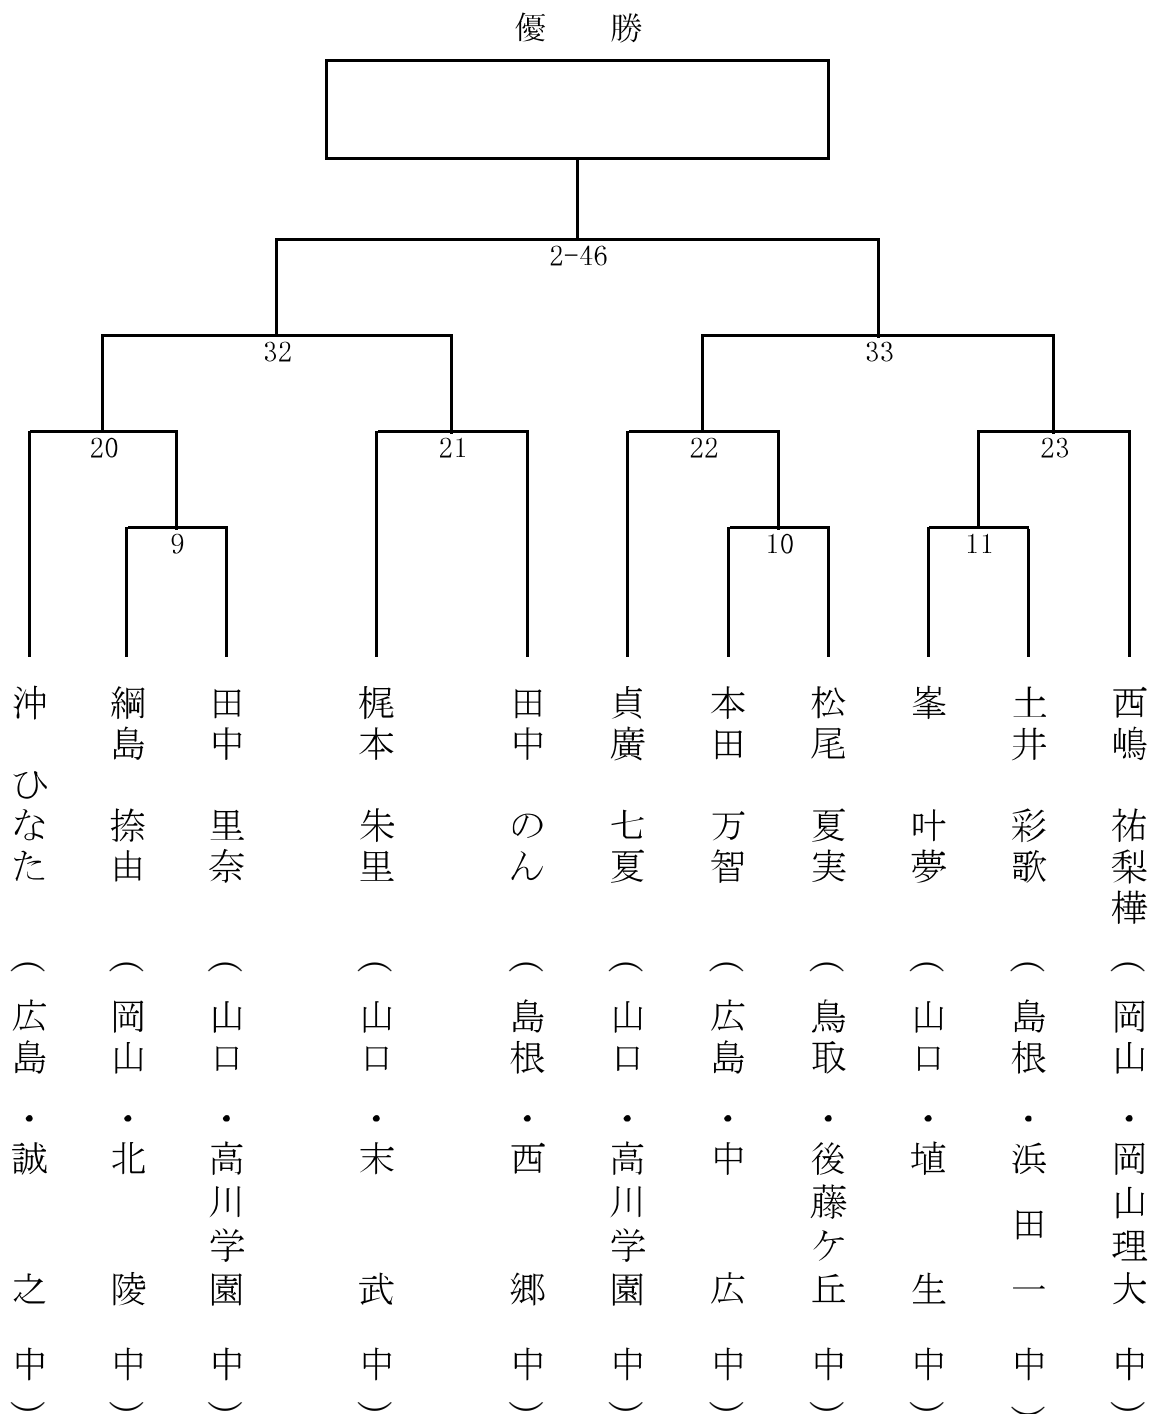 優　勝
2-46
32
33
20
21
22
23
9
10
11
沖　ひなた（広島・誠之中）
綱島　捺由（岡山・北陵中）
田中　里奈（山口・高川学園中）
梶本　朱里（山口・末武中）
田中　のん（島根・西郷中）
貞廣　七夏（山口・高川学園中）
本田　万智（広島・中広中）
松尾　夏実（鳥取・後藤ケ丘中）
峯　叶夢（山口・埴生中）
土井　彩歌（島根・浜田一中）
西嶋　祐梨樺（岡山・岡山理大中）